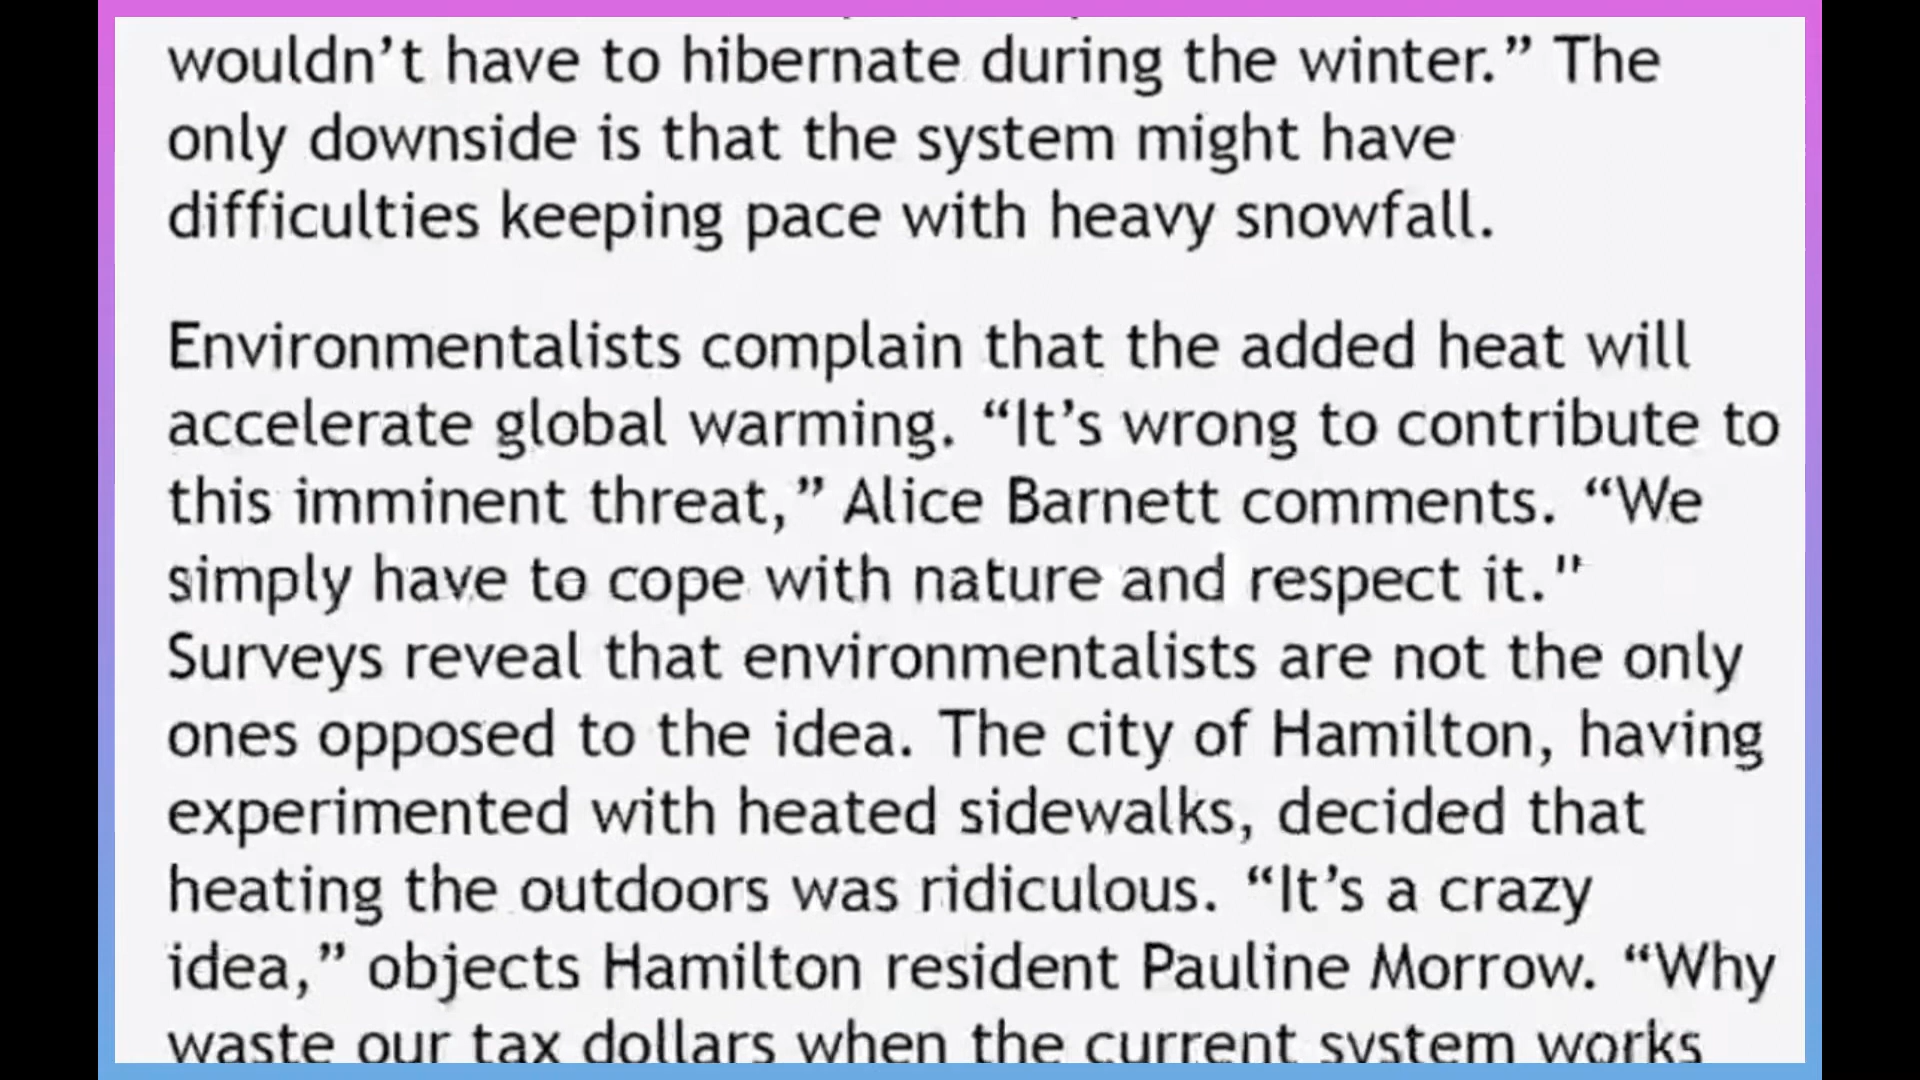 wouldn’t have to hibernate during the winter.” The
only downside is that the system might have
difficulties keeping pace with heavy snowfall.
Environmentalists complain that the added heat will
accelerate global warming. “It’s wrong to contribute to
this imminent threat,” Alice Barnett comments. “We
simply have to cope with nature and respect it."
Surveys reveal that environmentalists are not the only
ones opposed to the idea. The city of Hamilton, having
experimented with heated sidewalks, decided that
heating the outdoors was ridiculous. “It’s a crazy
idea,” objects Hamilton resident Pauline Morrow. “Why
waste our tax dollars when the current system works